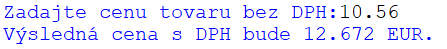 Zadajte cenu tovaru bez DPH:10.56
Výsledná cena s DPH bude 12.672 EUR.